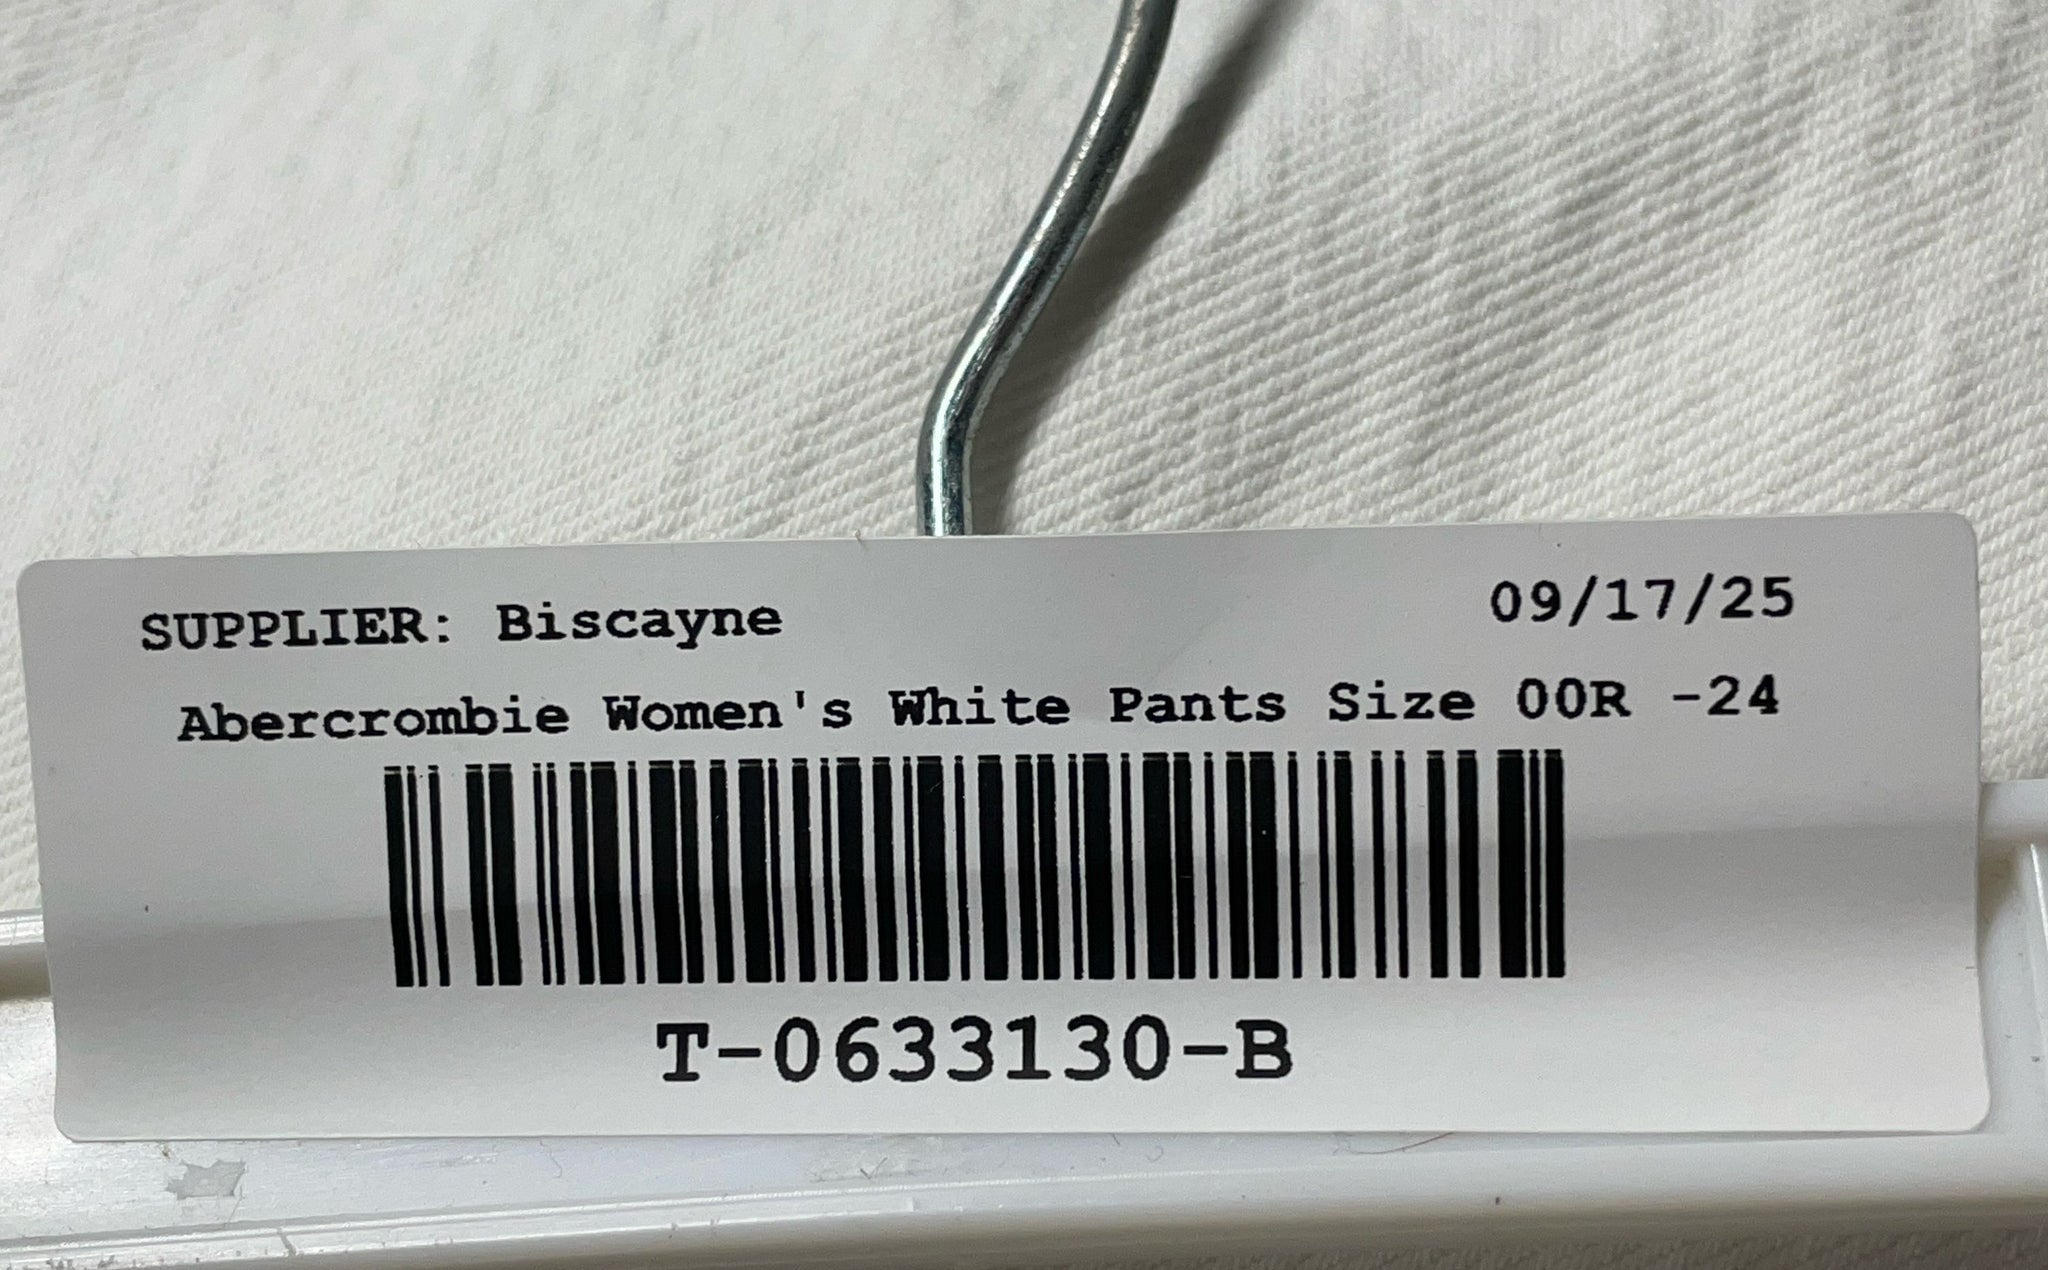 SUPPLIER: Biscayne 09/17/25
Abercrombie Women's White Pants Size 00R -24
T-0633130-B